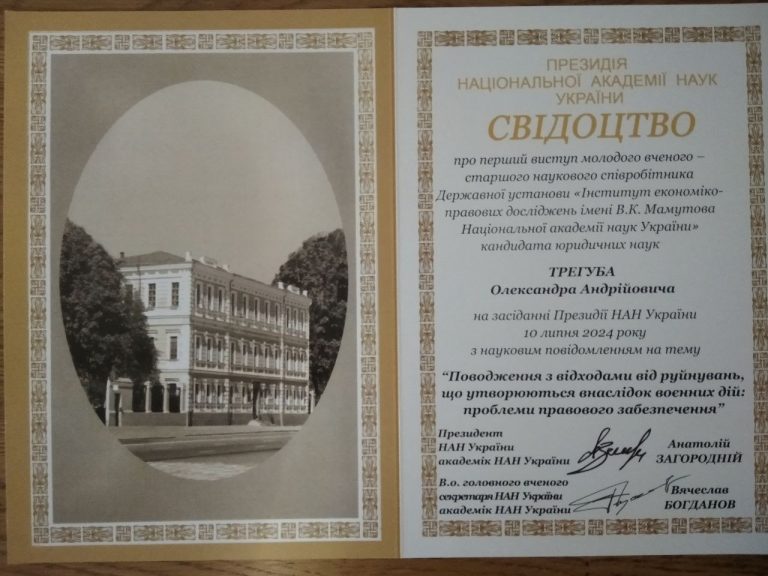 ПРЕЗИДІЯ
НАЦІОНАЛЬНОЇ АКАДЕМІЇ НАУК
УКРАЇНИ
СВІДОЦТВО
про перший виступ молодого вченого –
старшого наукового співробітника
Державної установи «Інститут економіко-
правових досліджень імені В.К. Мамутова
Національної академії наук України»
кандидата юридичних наук
ТРЕГУБА
Олександра Андрійовича
на засіданні Президії НАН України
10 липня 2024 року
з науковим повідомленням на тему
“Поводження з відходами від руйнувань,
що утворюються внаслідок воєнних дій:
проблеми правового забезпечення”
Президент
НАН України
академік НАН України
Анатолій
ЗАГОРОДНІЙ
В.о. головного вченого
секретаря НАН України
академік НАН України
Вячеслав
БОГДАНОВ